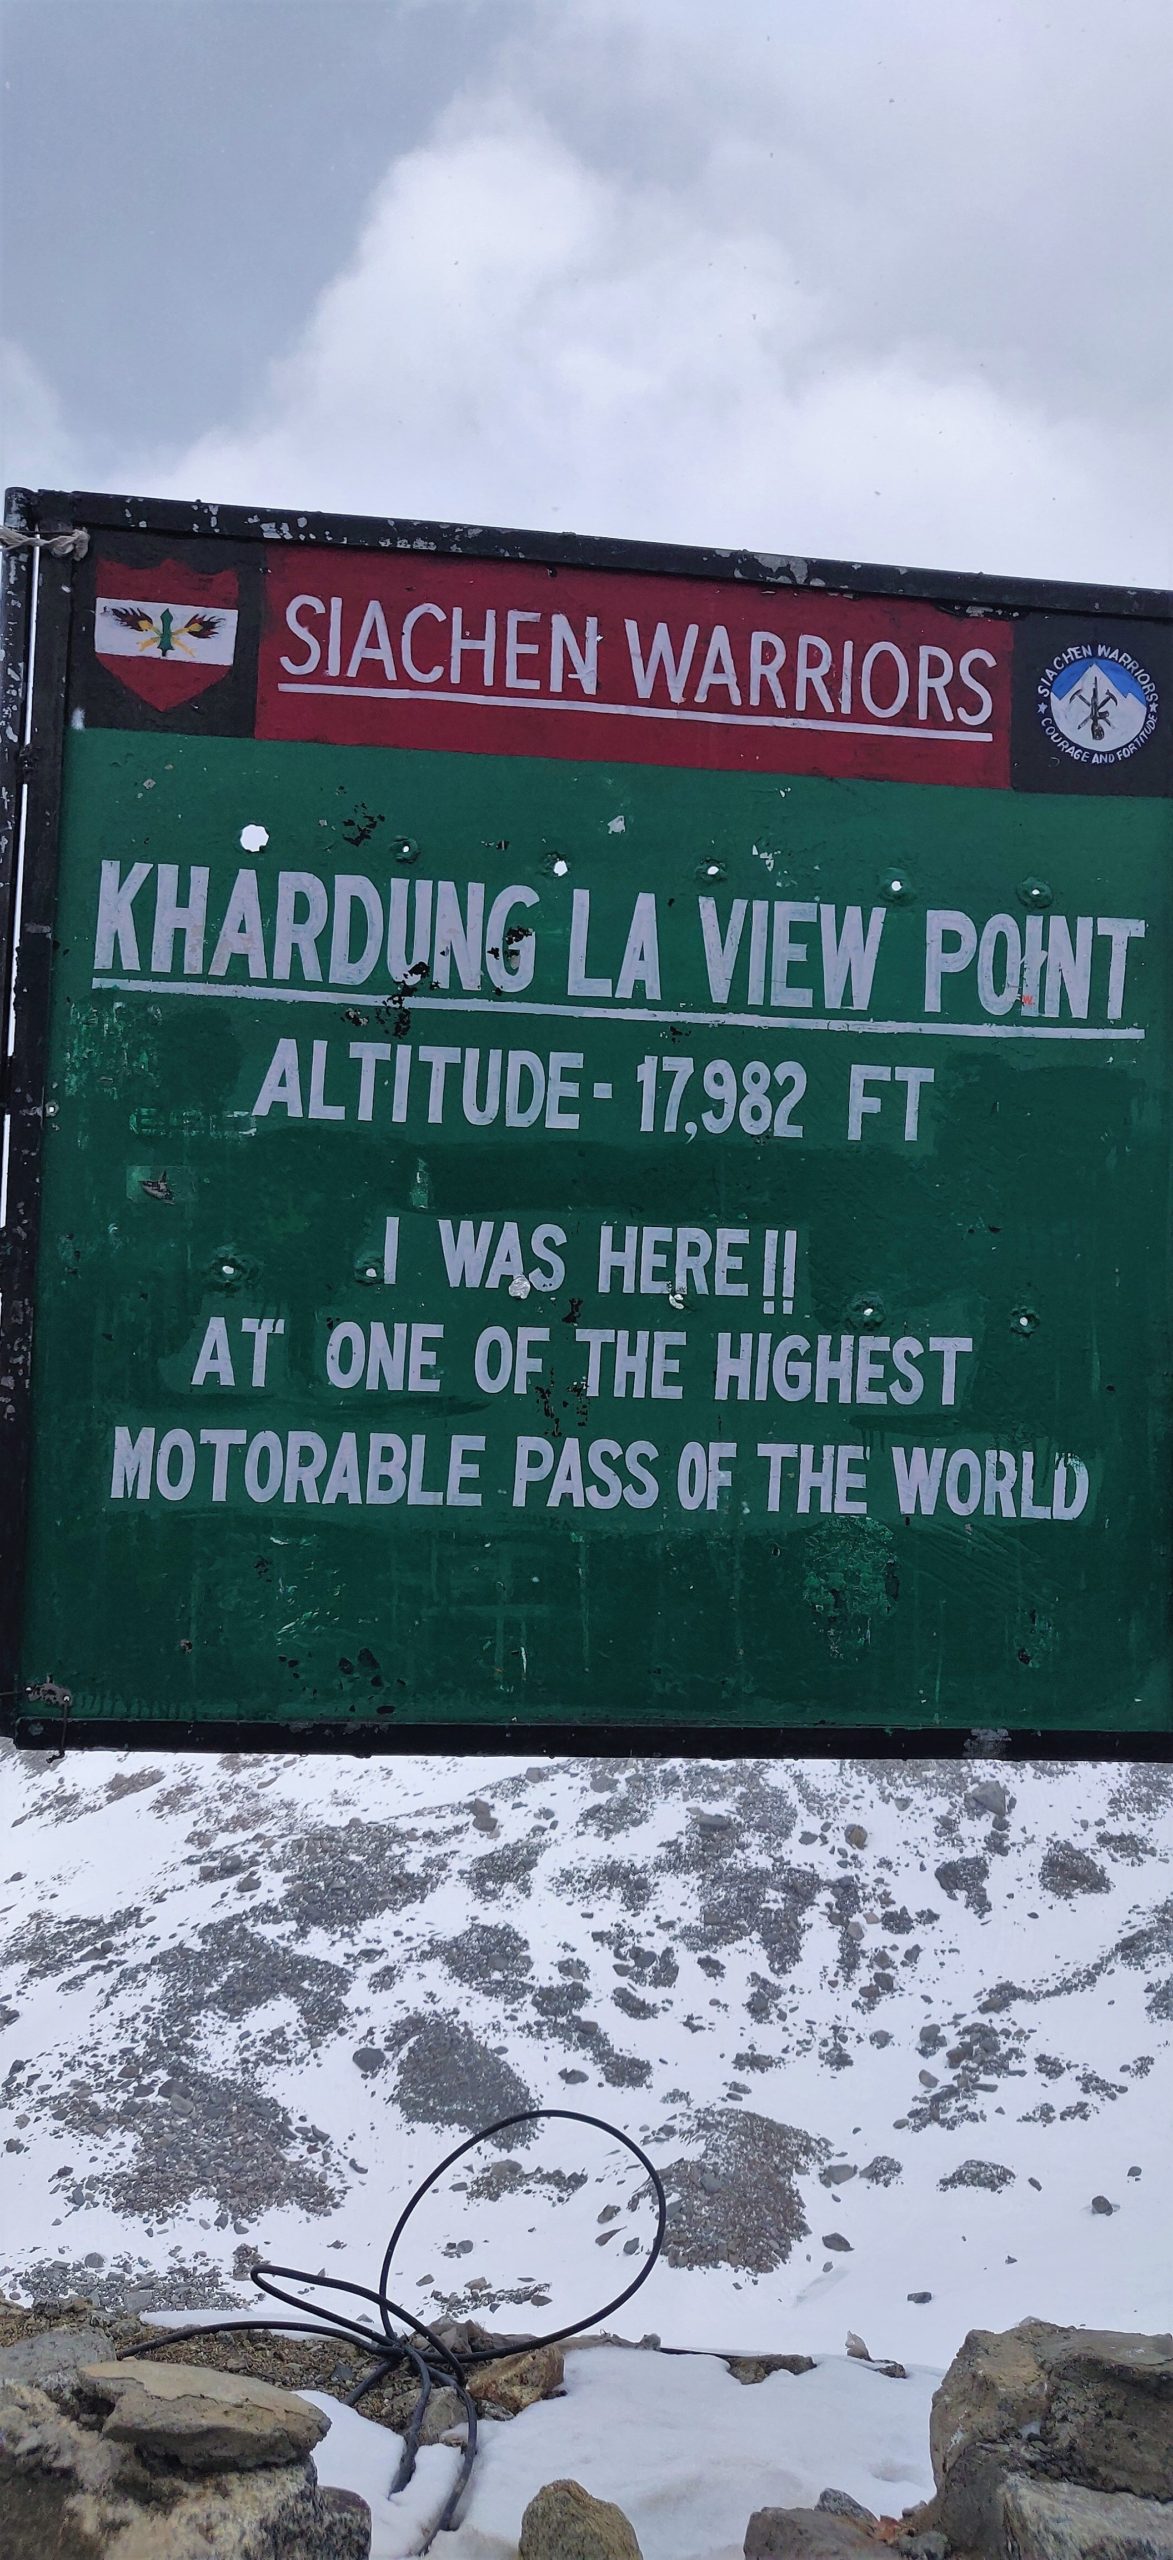 SIACHEN WARRIORS
SIACHEN WARRIORS
COURAGE AND FORTITUDE
KHARDUNG LA VIEW POINT
ALTITUDE- 17,982 FT
I WAS HERE!!
AT ONE OF THE HIGHEST
MOTORABLE PASS OF THE WORLD